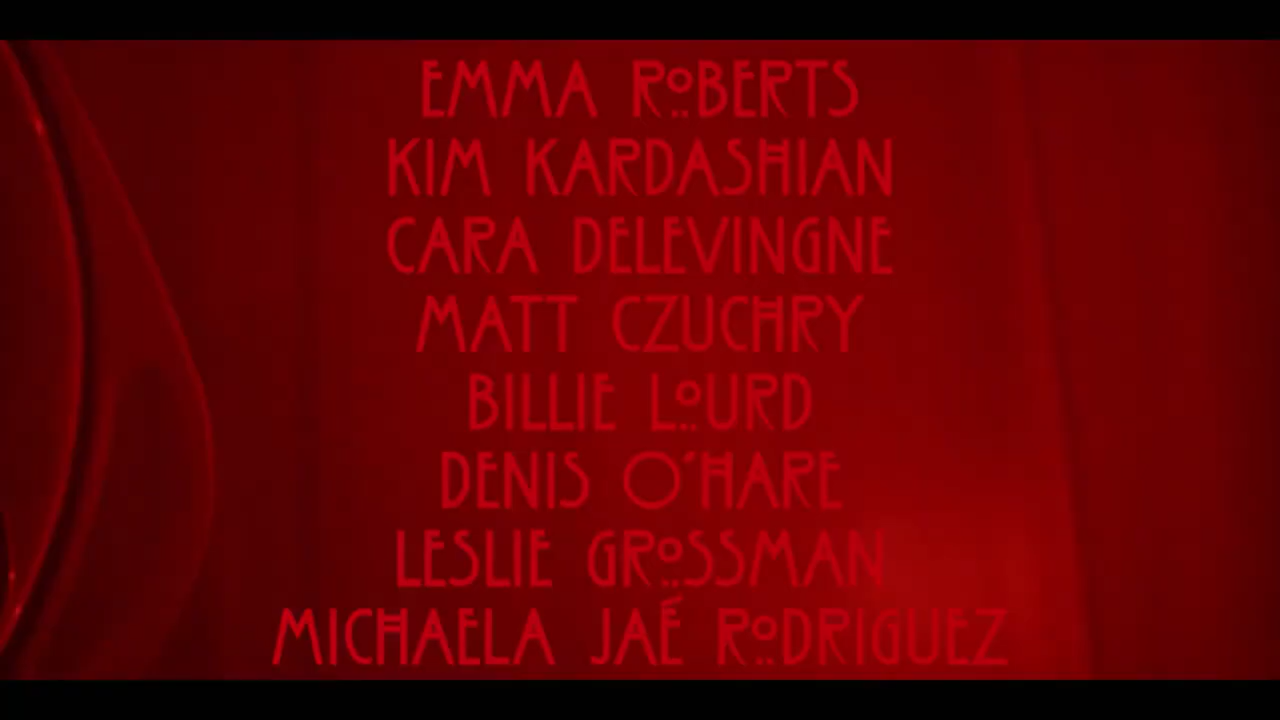 EMMA ROBERTS
KIM KARDASHIAN
CARA DELEVINGNE
MATT CZUCHRY
BILLIE LOURD
DENIS O'HARE
LESLIE GROSSMAN
MICHAELA JAÉ RODRIGUEZ